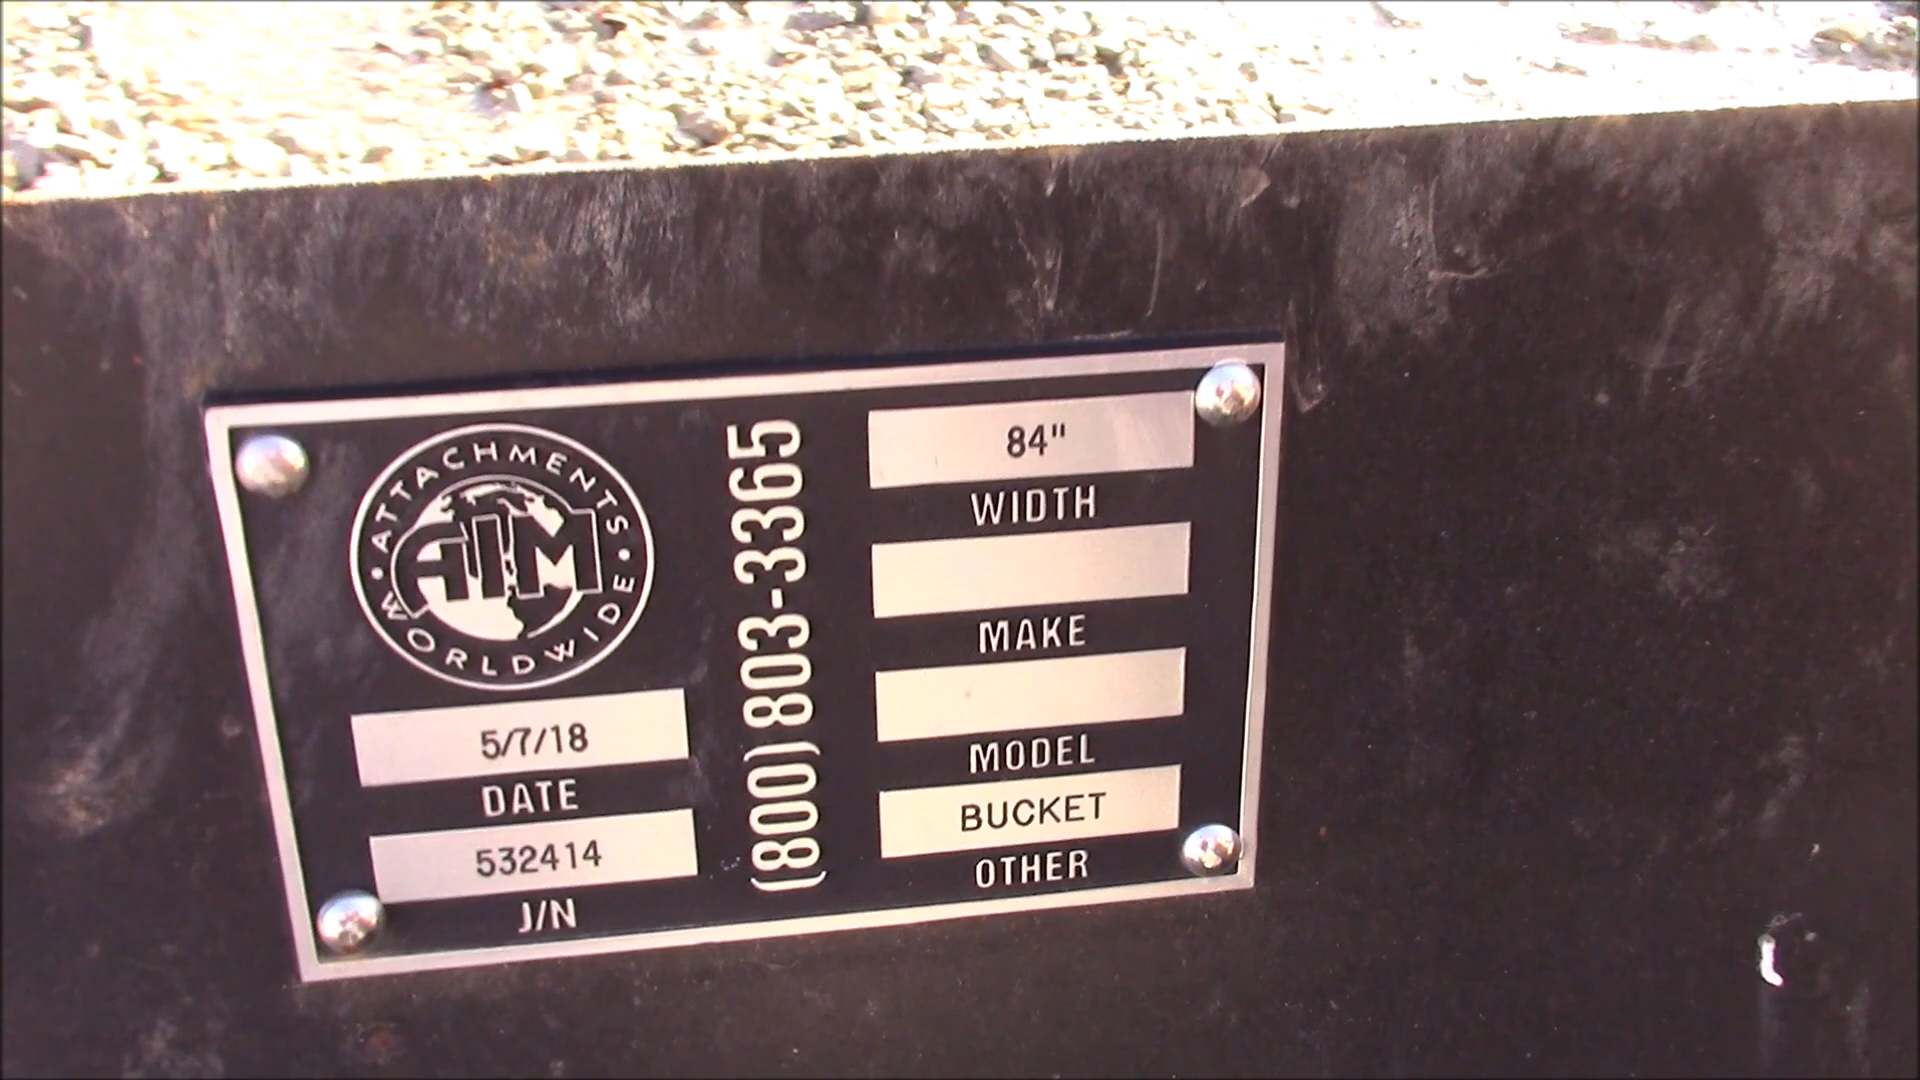 ATTACHMENTS
AIM
WORLDWIDE
5/7/18
DATE
532414
J/N
(800) 803-3365
84"
WIDTH
MAKE
MODEL
BUCKET
OTHER